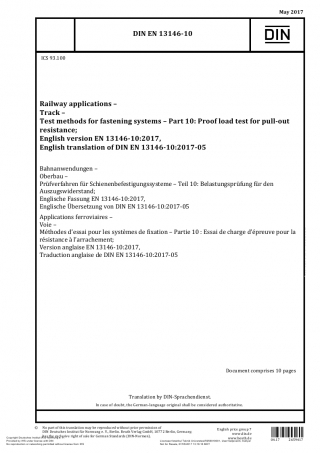 May 2017
DIN EN 13146-10
DIN
ICS 93.100
Railway applications –
Track –
Test methods for fastening systems – Part 10: Proof load test for pull-out
resistance;
English version EN 13146-10:2017,
English translation of DIN EN 13146-10:2017-05
Bahnanwendungen –
Oberbau –
Prüfverfahren für Schienenbefestigungssysteme – Teil 10: Belastungsprüfung für den
Auszugswiderstand;
Englische Fassung EN 13146-10:2017,
Englische Übersetzung von DIN EN 13146-10:2017-05
Applications ferroviaires –
Voie –
Méthodes d'essai pour les systèmes de fixation – Partie 10 : Essai de charge d'épreuve pour la
résistance à l'arrachement;
Version anglaise EN 13146-10:2017,
Traduction anglaise de DIN EN 13146-10:2017-05
Document comprises 10 pages
Translation by DIN-Sprachendienst.
In case of doubt, the German-language original shall be considered authoritative.
No part of this translation may be reproduced without prior permission of
DIN Deutsches Institut für Normung e. V., Berlin. Beuth Verlag GmbH, 10772 Berlin, Germany,
has the exclusive right of sale for German Standards (DIN-Normen).
English price group
www.din.de
www.beuth.de